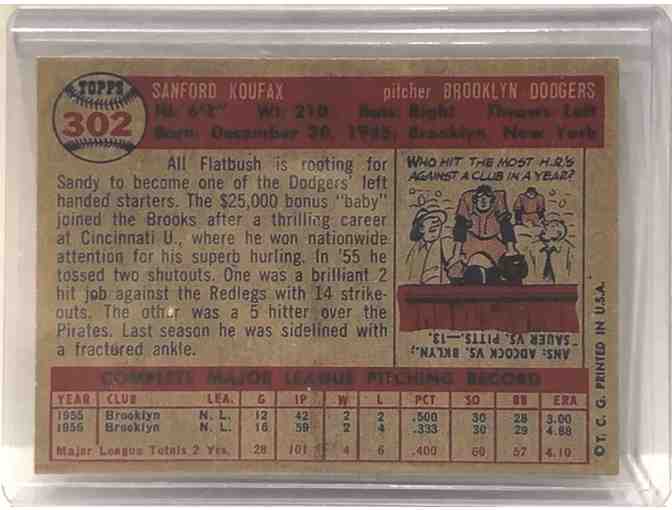 TOPPS
302
SANFORD KOUFAX pitcher BROOKLYN DODGERS
Ht: 6'2" Wt: 210 Bats: Right Throws: Left
Born: December 30, 1935; Brooklyn, New York
All Flatbush is rooting for
Sandy to become one of the Dodgers' left
handed starters. The $25,000 bonus "baby"
joined the Brooks after a thrilling career
at Cincinnati U., where he won nationwide
attention for his superb hurling. In '55 he
tossed two shutouts. One was a brilliant 2
hit job against the Redlegs with 14 strike-
outs. The other was a 5 hitter over the
Pirates. Last season he was sidelined with
a fractured ankle.
WHO HIT THE MOST H.R.'S
AGAINST A CLUB IN A YEAR?
ANS: ADCOCK VS. BKLYN.;
SAUER VS. PITTS.—13.
COMPLETE MAJOR LEAGUE PITCHING RECORD
YEAR CLUB LEA. G IP W L PCT SO BB ERA
1955 Brooklyn N. L. 12 42 2 2 .500 30 28 3.00
1956 Brooklyn N. L. 16 59 2 4 .333 30 29 4.88
Major League Totals 2 Yrs. 28 101 4 6 .400 60 57 4.10
© T. C. G. PRINTED IN U.S.A.